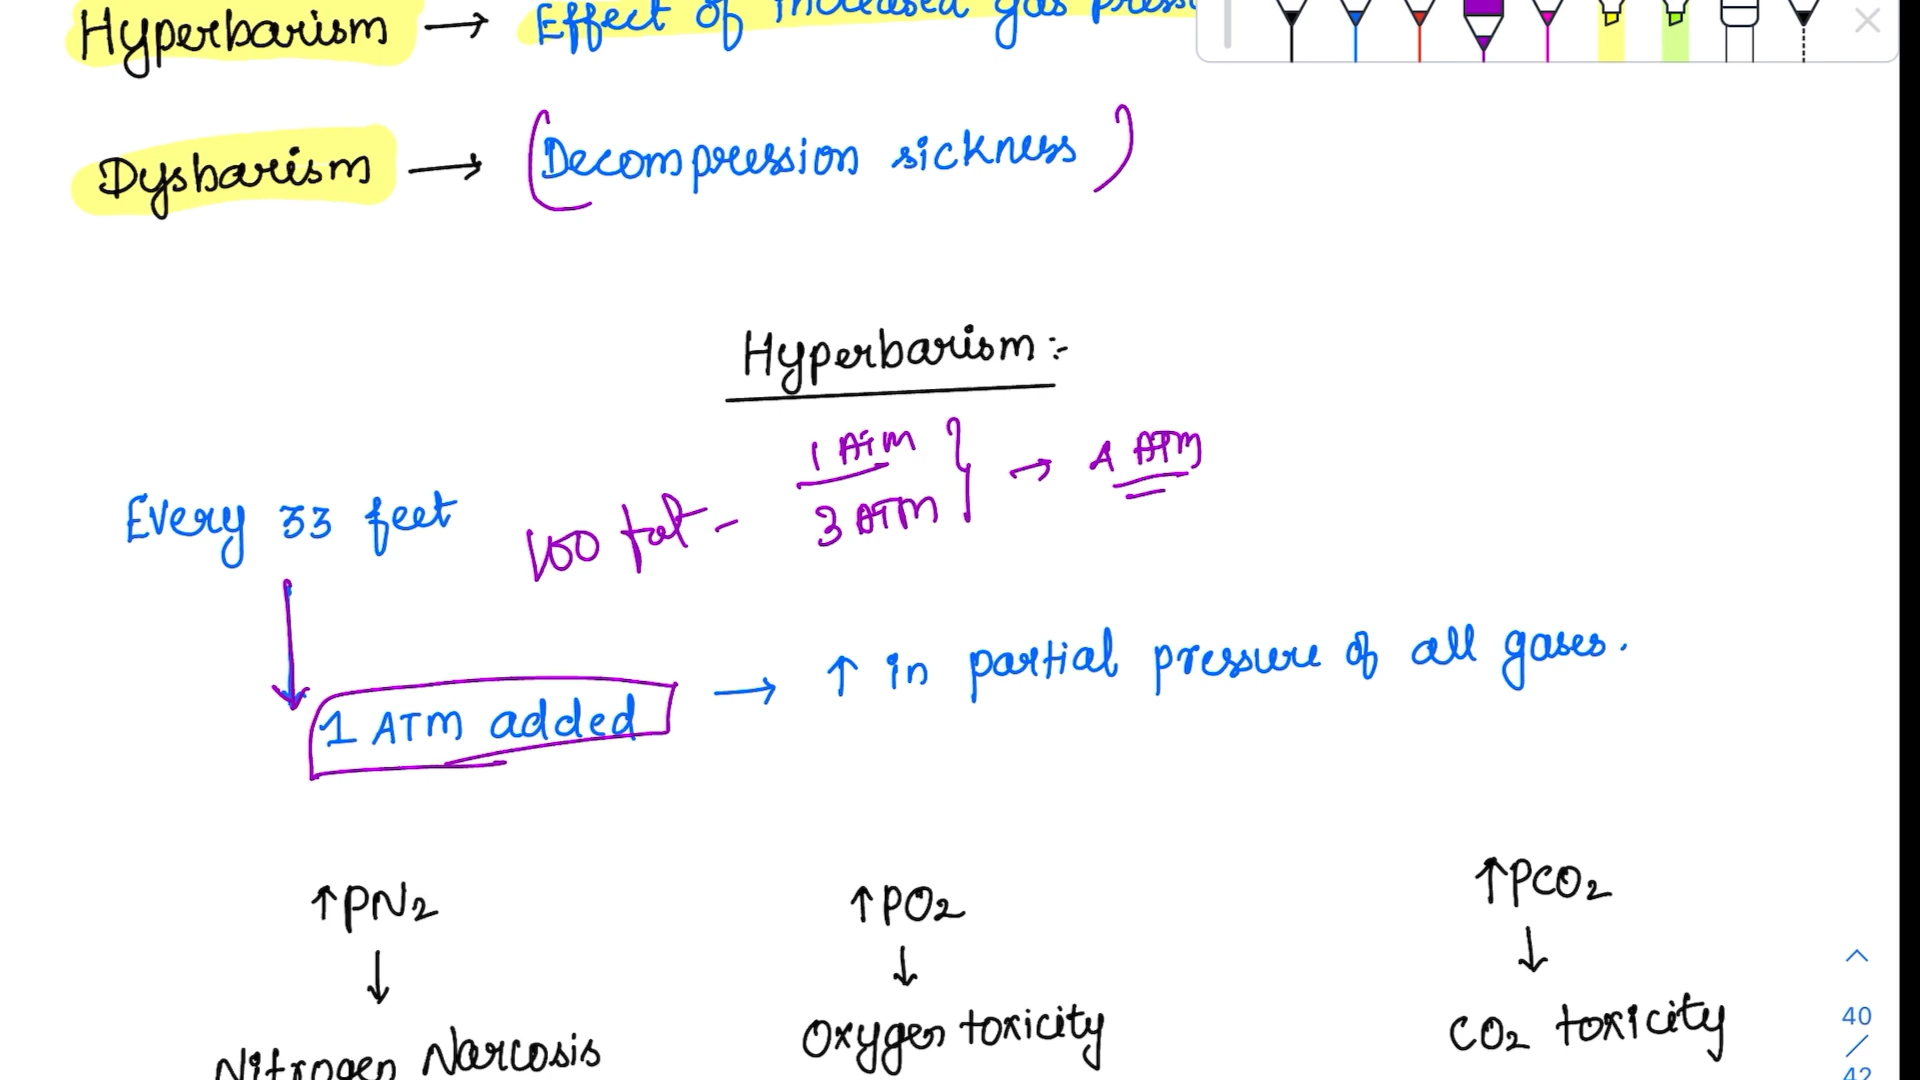 Hyperbarism → Effect of increased gas
Dysbarism → (Decompression sickness)
Hyperbarism :-
1 ATM
→ 4 ATM
Every 33 feet
100 feet - 3 ATM
1 ATM added → ↑ in partial pressure of all gases.
↑PN2 ↑PO2 ↑PCO2
↓ ↓ ↓
Nitrogen Narcosis Oxygen toxicity CO2 toxicity
40
/
42